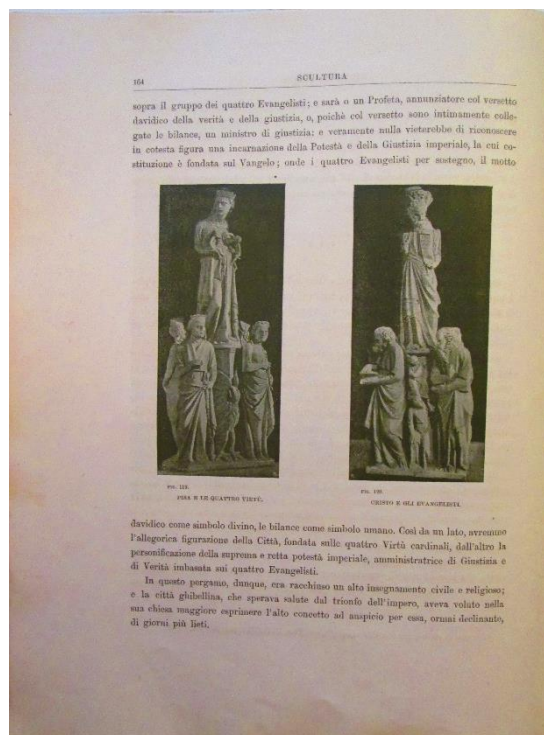 164
SCULTURA
sopra il gruppo dei quattro Evangelisti; e sarà o un Profeta, annunziatore col versetto
davidico della verità e della giustizia, o, poichè col versetto sono intimamente colle-
gate le bilance, un ministro di giustizia: e veramente nulla vieterebbe di riconoscere
in cotesta figura una incarnazione della Potestà e della Giustizia imperiale, la cui co-
stituzione è fondata sul Vangelo; onde i quattro Evangelisti per sostegno, il motto
FIG. 118.
PISA E LE QUATTRO VIRTÙ.
FIG. 119.
CRISTO E GLI EVANGELISTI.
davidico come simbolo divino, le bilance come simbolo umano. Così da un lato, avremmo
l'allegorica figurazione della Città, fondata sulle quattro Virtù cardinali, dall'altro la
personificazione della suprema e retta potestà imperiale, amministratrice di Giustizia e
di Verità imbasata sui quattro Evangelisti.
In questo pergamo, dunque, era racchiuso un alto insegnamento civile e religioso;
e la città ghibellina, che sperava salute dal trionfo dell'impero, aveva voluto nella
sua chiesa maggiore esprimere l'alto concetto ad auspicio per essa, ormai declinante,
di giorni più lieti.